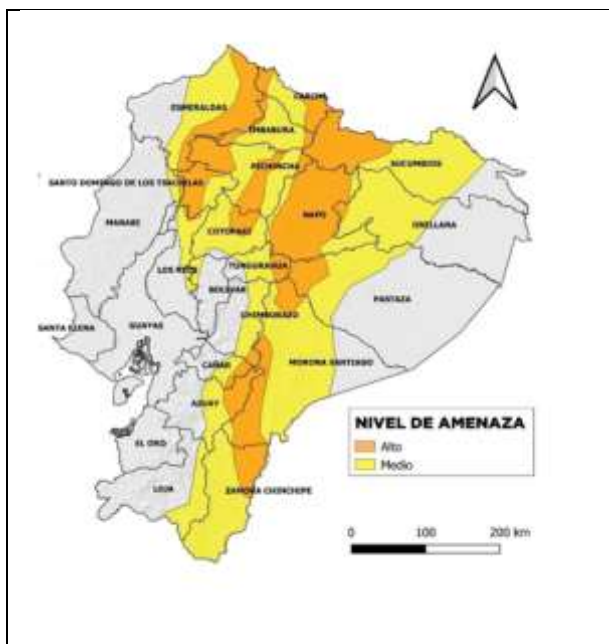 CARCHI
ESMERALDAS
IMBABURA
PICHINCHA
SUCUMBIOS
SANTO DOMINGO DE LOS TSACHILAS
NAPO
MANABI
ORELLANA
COTOPAXI
LOS RIOS
TUNGURAHUA
BOLIVAR
PASTAZA
CHIMBORAZO
SANTA ELENA
GUAYAS
MORONA SANTIAGO
CAÑAR
AZUAY
NIVEL DE AMENAZA
EL ORO
Alto
Medio
LOJA
ZAMORA CHINCHIPE
0 100 200 km